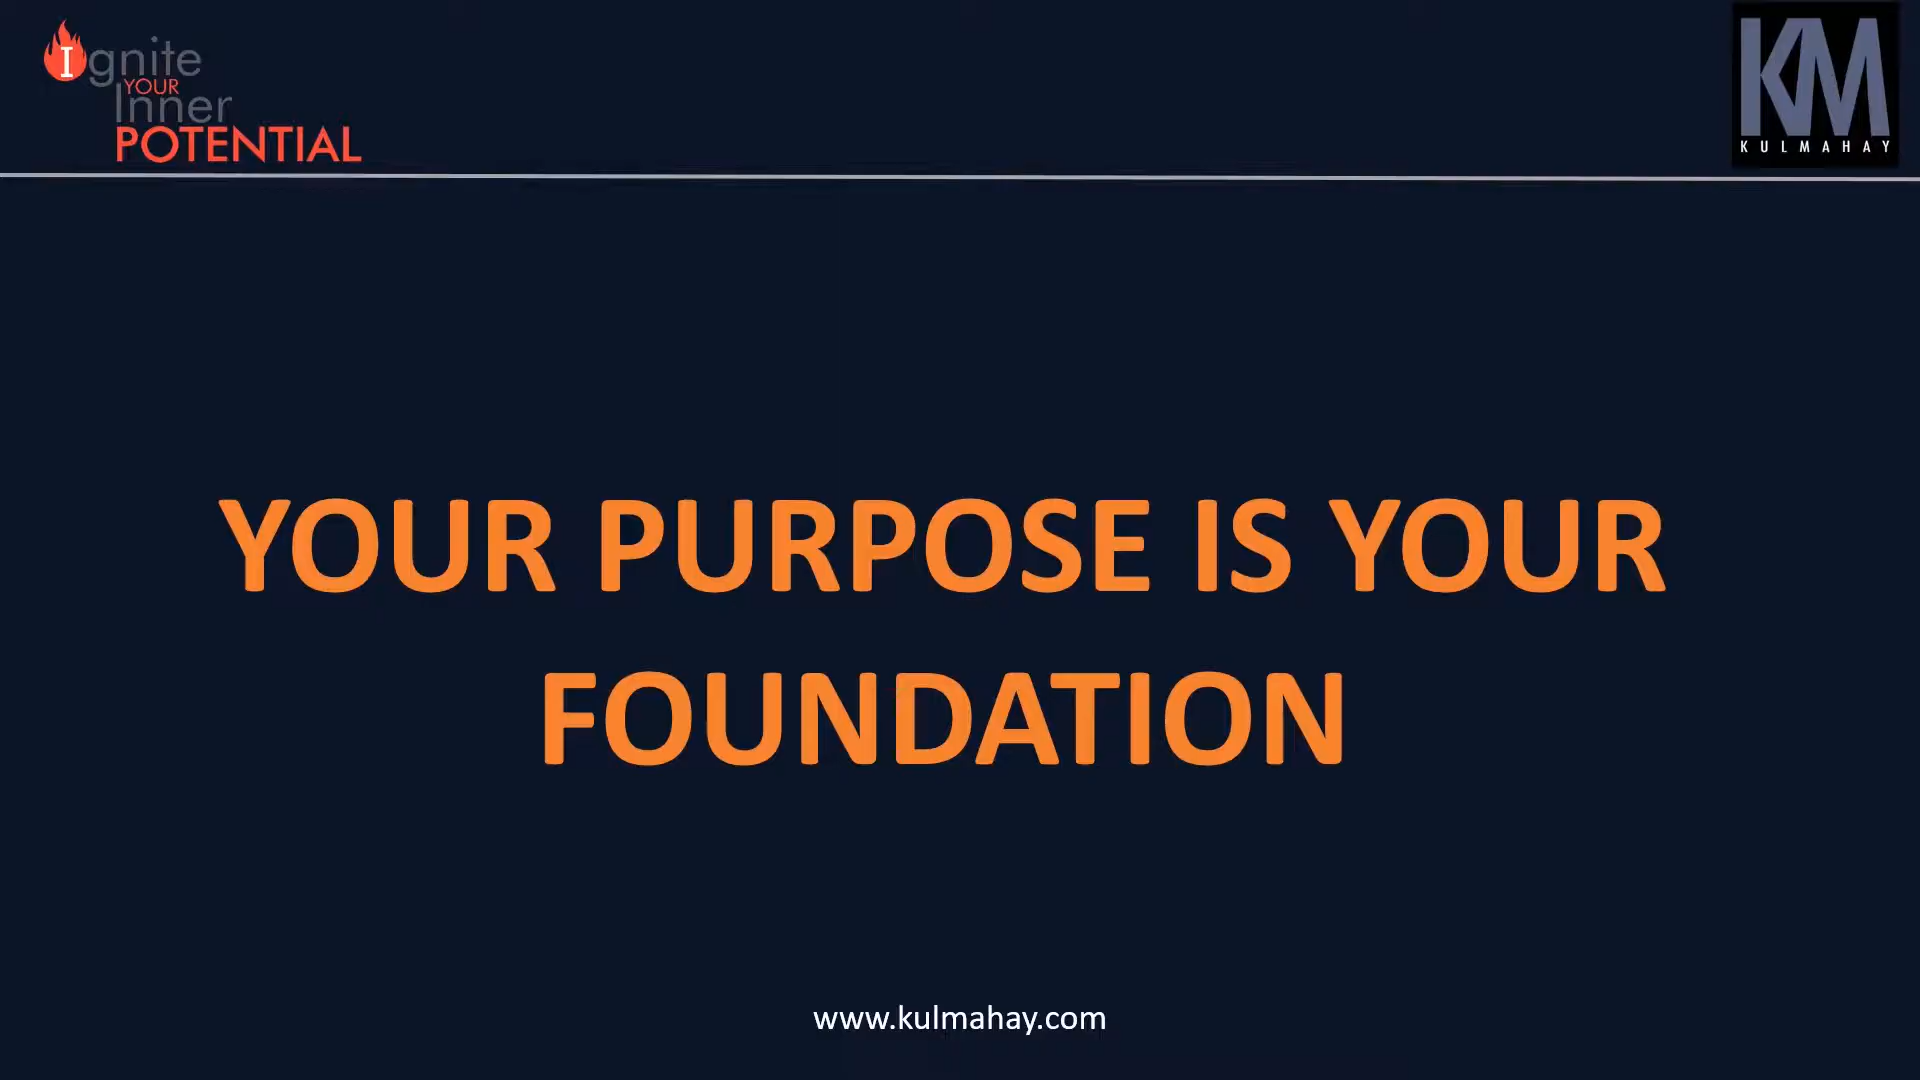 Ignite
YOUR
Inner
POTENTIAL
KM
KULMAHAY
YOUR PURPOSE IS YOUR
FOUNDATION
www.kulmahay.com